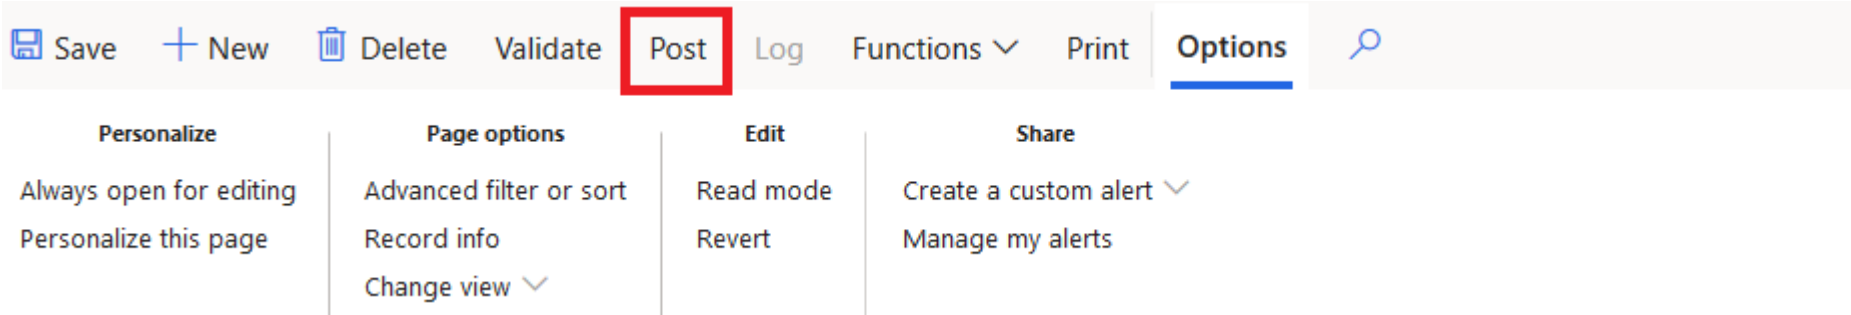 Save New Delete Validate Post Log Functions Print Options
Personalize
Always open for editing
Personalize this page
Page options
Advanced filter or sort
Record info
Change view
Edit
Read mode
Revert
Share
Create a custom alert
Manage my alerts